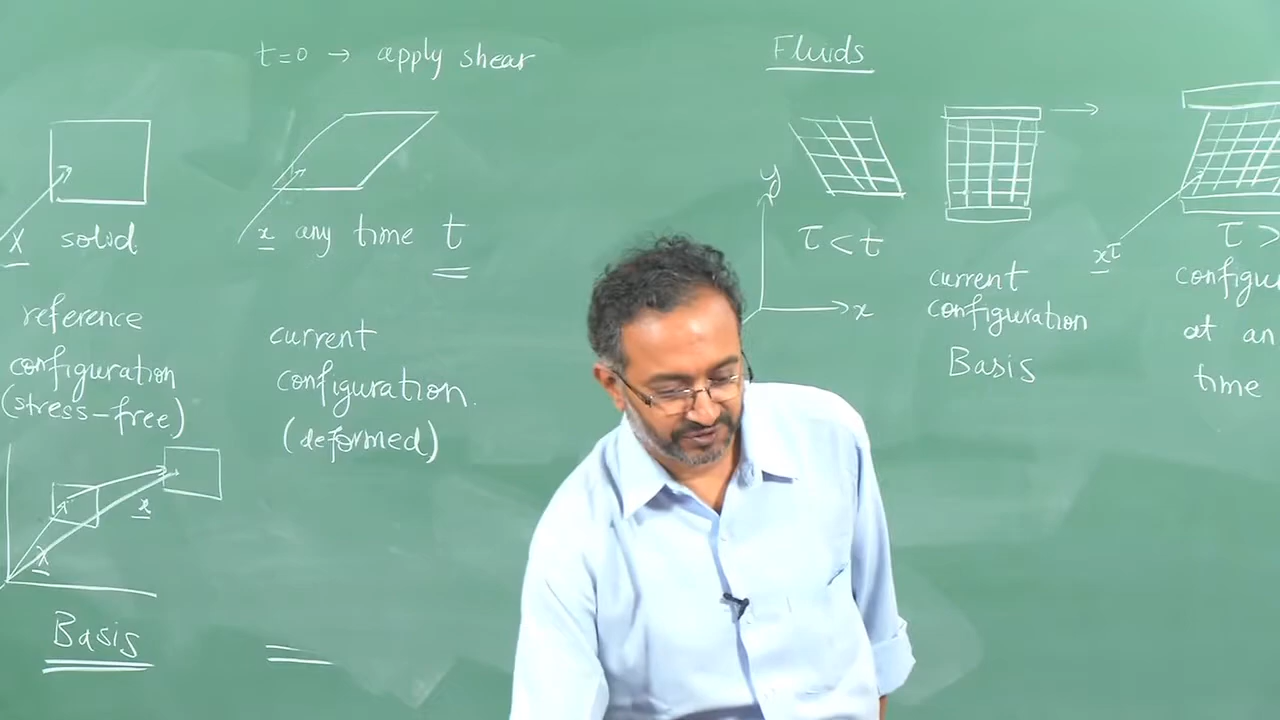 t=0 → apply shear
X solid
x any time t
reference
configuration
(stress-free)
current
configuration.
(deformed)
x
X
Basis
Fluids
y
x
τ < t
current
configuration
Basis
xτ
τ >
at an
time